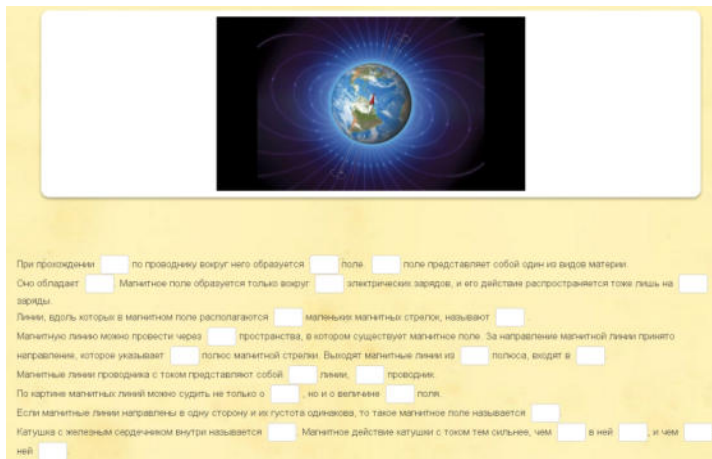 При прохождении по проводнику вокруг него образуется поле. поле представляет собой один из видов материи.
Оно обладает . Магнитное поле образуется только вокруг электрических зарядов, и его действие распространяется тоже лишь на
заряды.
Линии, вдоль которых в магнитном поле располагаются маленьких магнитных стрелок, называют .
Магнитную линию можно провести через пространства, в котором существует магнитное поле. За направление магнитной линии принято
направление, которое указывает полюс магнитной стрелки. Выходят магнитные линии из полюса, входят в
Магнитные линии проводника с током представляют собой линии, проводник.
По картине магнитных линий можно судить не только о , но и о величине поля.
Если магнитные линии направлены в одну сторону и их густота одинакова, то такое магнитное поле называется
Катушка с железным сердечником внутри называется . Магнитное действие катушки с током тем сильнее, чем в ней , и чем
ней .